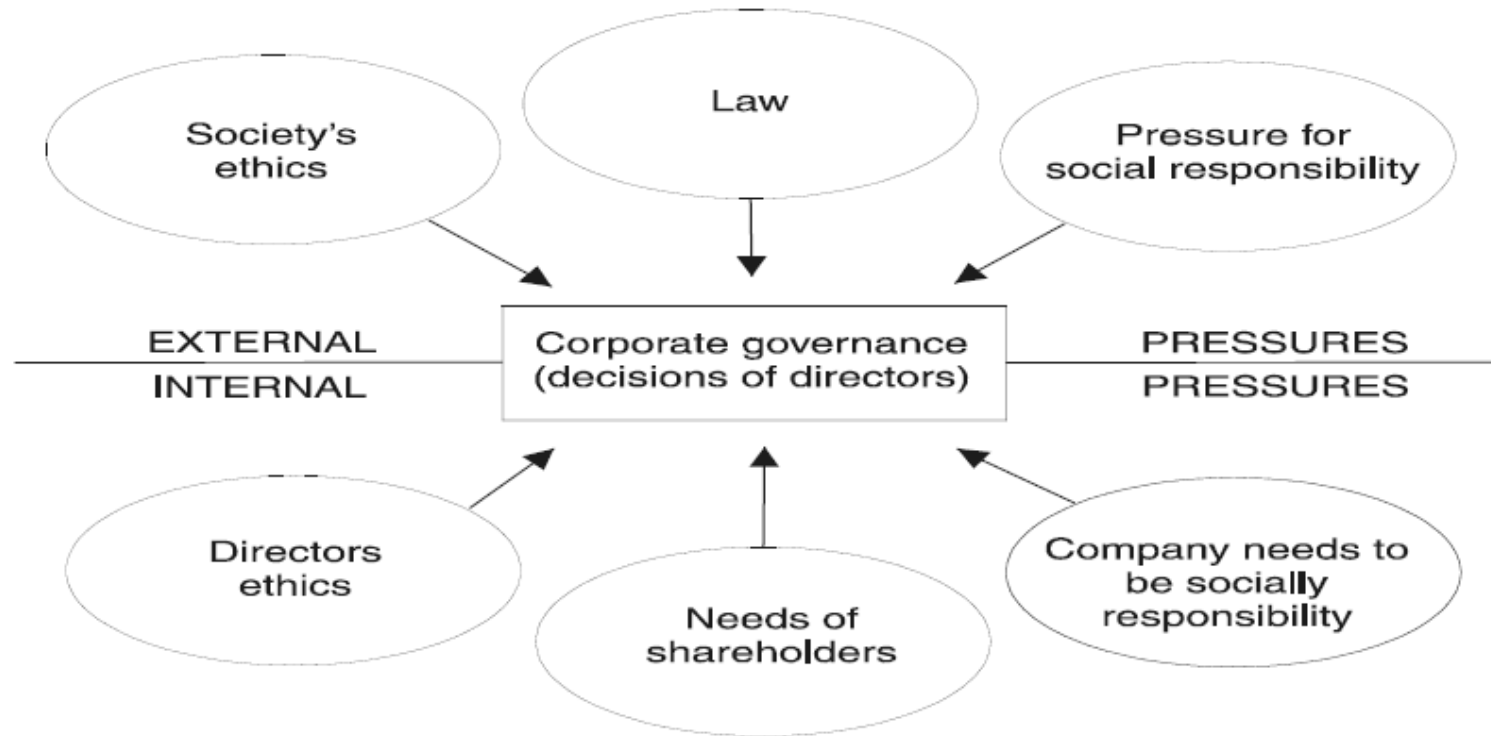 Law
Society's
ethics
Pressure for
social responsibility
EXTERNAL
PRESSURES
Corporate governance
(decisions of directors)
INTERNAL
PRESSURES
Directors
ethics
Needs of
shareholders
Company needs to
be socially
responsibility